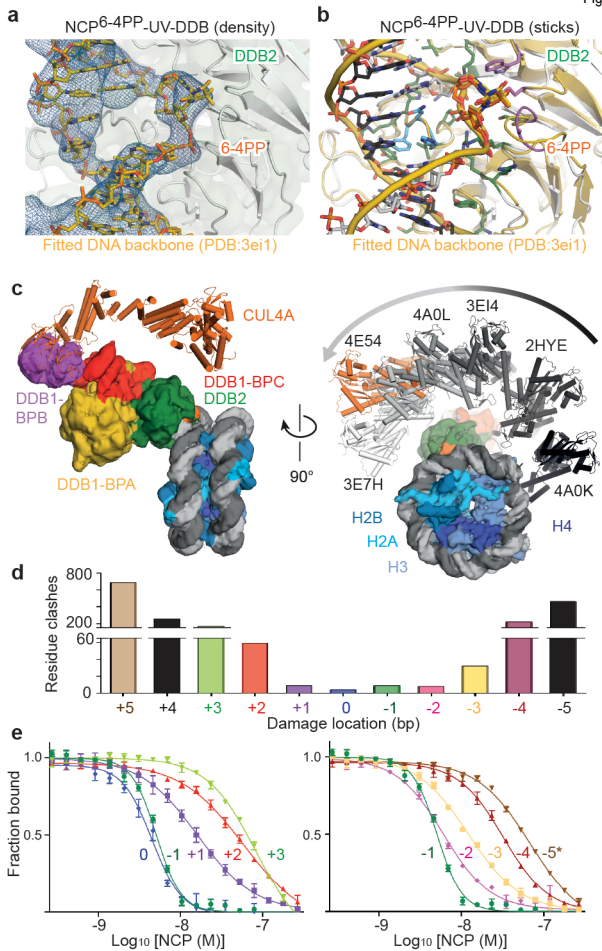 Fig
a
NCP6-4PP-UV-DDB (density)
DDB2
6-4PP
Fitted DNA backbone (PDB:3ei1)
b
NCP6-4PP-UV-DDB (sticks)
DDB2
6-4PP
Fitted DNA backbone (PDB:3ei1)
c
CUL4A
DDB1-BPC
DDB2
DDB1-
BPB
DDB1-BPA
90°
3EI4
4A0L
4E54
2HYE
3E7H
4A0K
H2B
H2A
H3
H4
d
Residue clashes
800
200
60
0
+5 +4 +3 +2 +1 0 -1 -2 -3 -4 -5
Damage location (bp)
e
Fraction bound
1.0
0.5
0 -1 +1 +2 +3
-9 -8 -7
Log10 [NCP (M)]
1.0
0.5
-1 -2 -3 -4 -5*
-9 -8 -7
Log10 [NCP (M)]